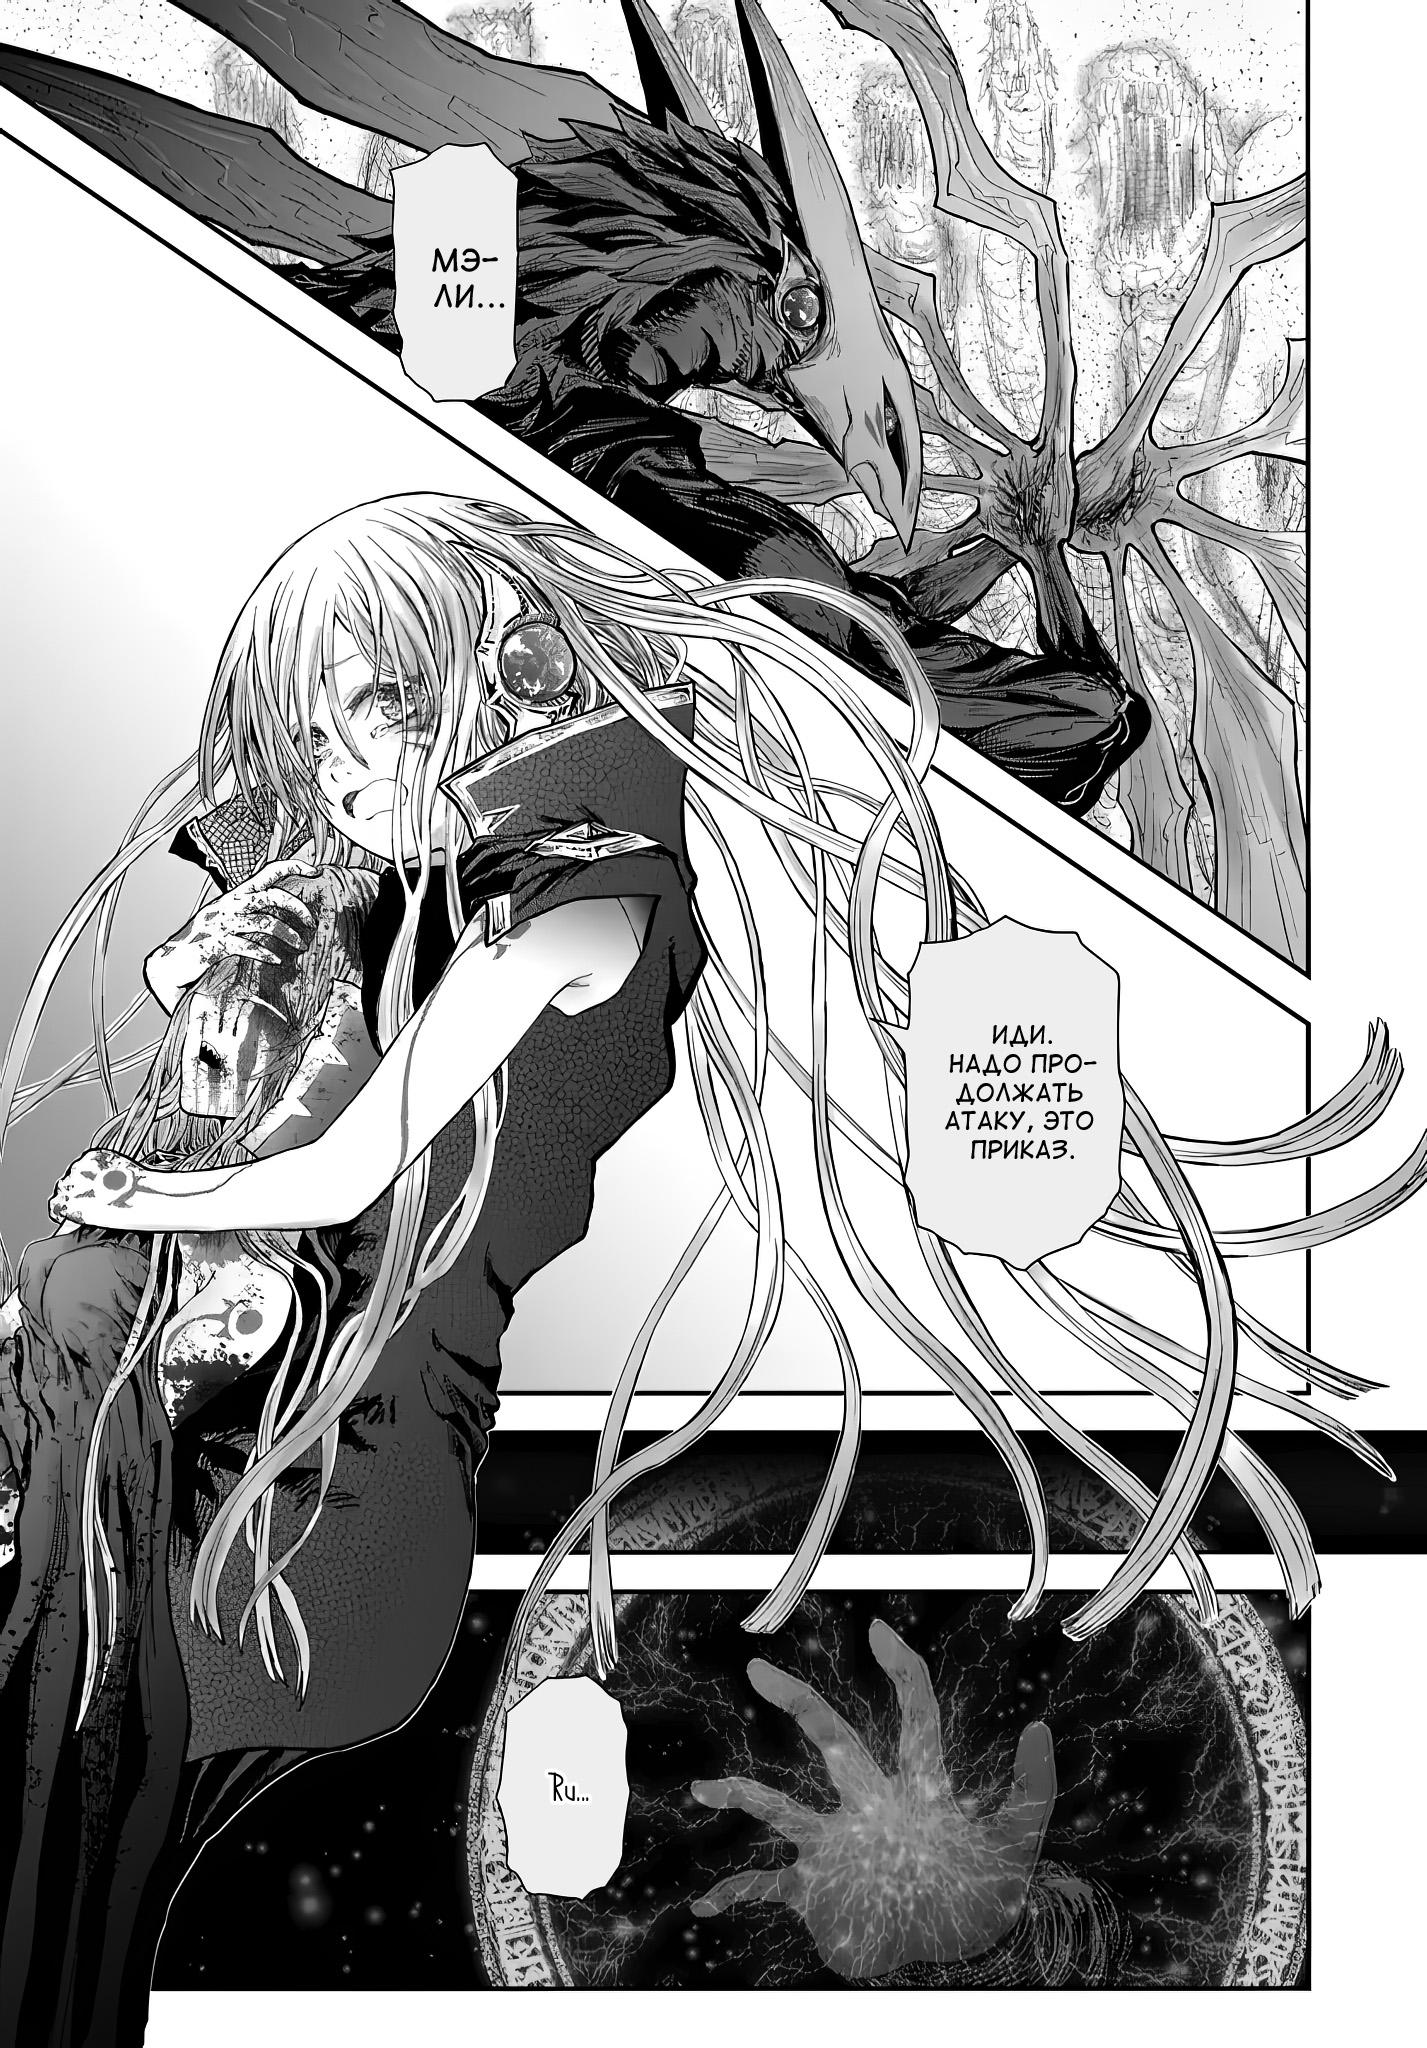 МЭ-
ЛИ...
ИДИ.
НАДО ПРО-
ДОЛЖАТЬ
АТАКУ, ЭТО
ПРИКАЗ.
Ru...